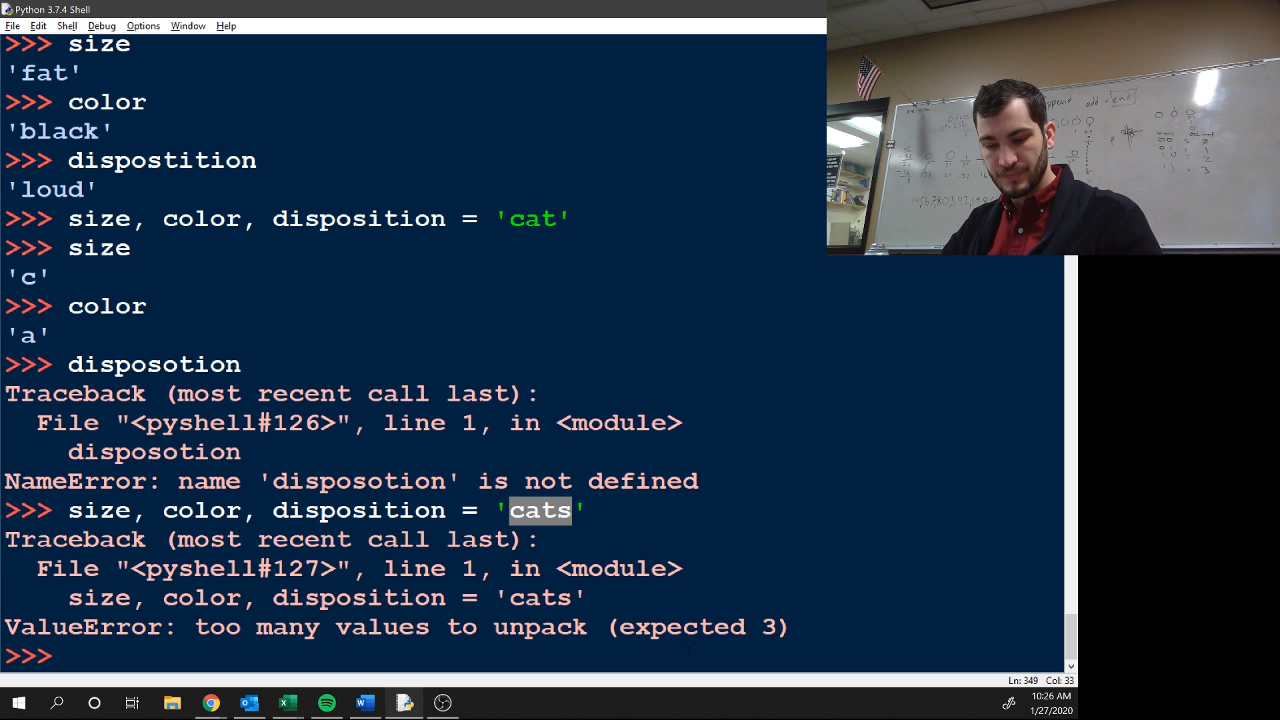 Python 3.7.4 Shell
File Edit Shell Debug Options Window Help
>>> size
'fat'
>>> color
'black'
>>> dispostition
'loud'
>>> size, color, disposition = 'cat'
>>> size
'c'
>>> color
'a'
>>> disposotion
Traceback (most recent call last):
File "<pyshell#126>", line 1, in <module>
disposotion
NameError: name 'disposotion' is not defined
>>> size, color, disposition = 'cats'
Traceback (most recent call last):
File "<pyshell#127>", line 1, in <module>
size, color, disposition = 'cats'
ValueError: too many values to unpack (expected 3)
>>>
Ln: 349 Col: 33
10:26 AM
1/27/2020